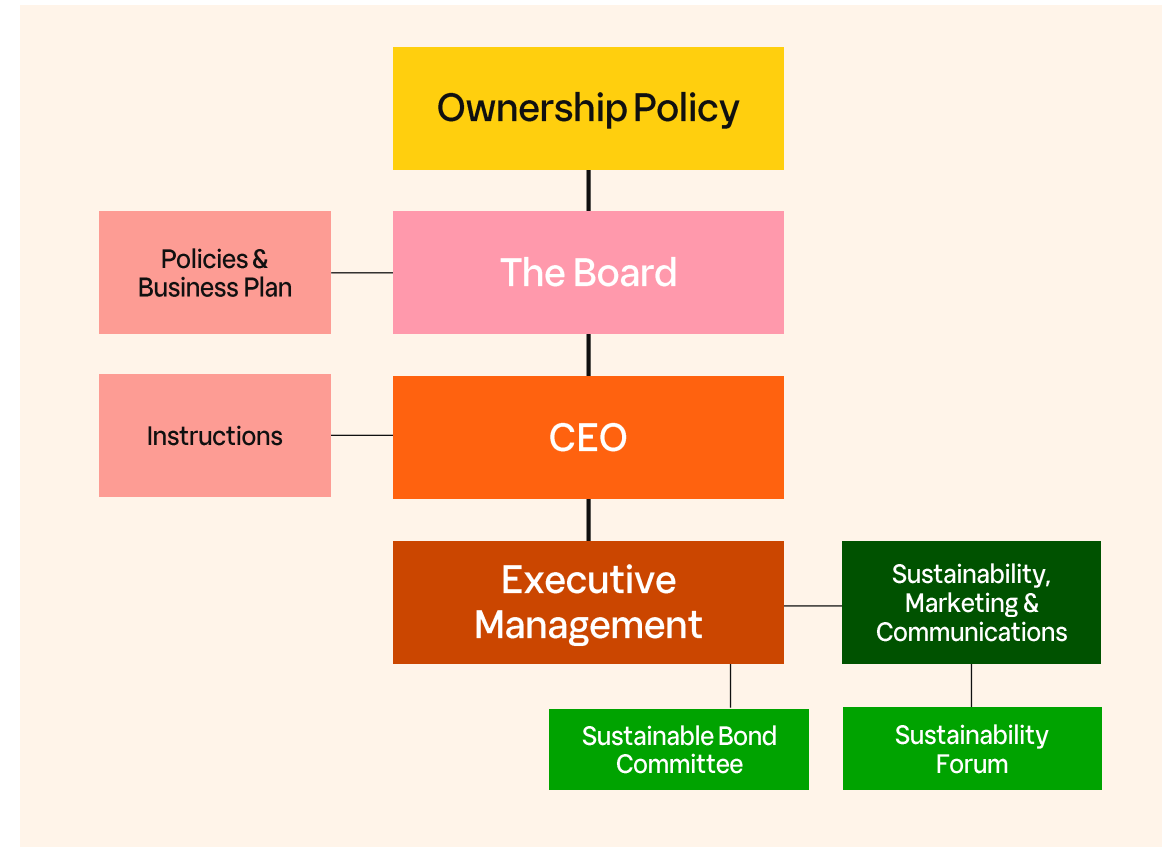 Ownership Policy
Policies &
Business Plan
The Board
Instructions
CEO
Executive
Management
Sustainability,
Marketing &
Communications
Sustainable Bond
Committee
Sustainability
Forum